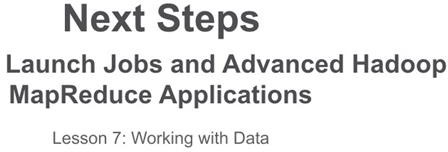 Next Steps
Launch Jobs and Advanced Hadoop
MapReduce Applications
Lesson 7: Working with Data